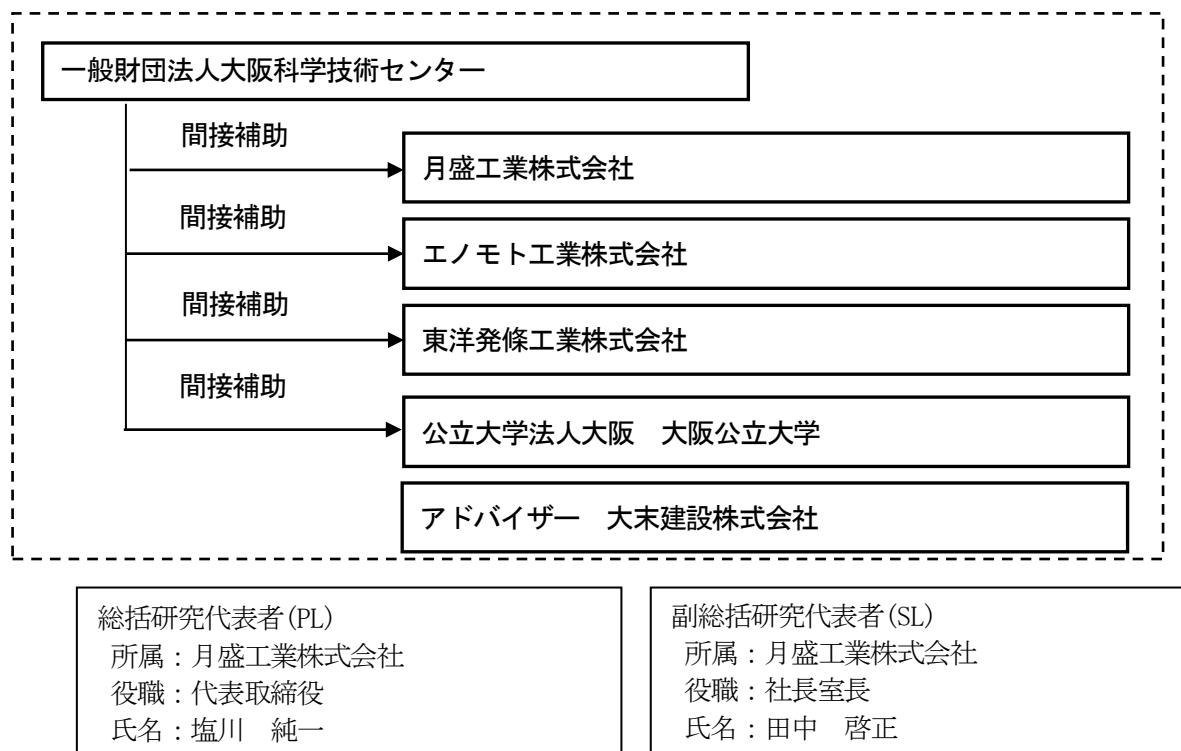 一般財団法人大阪科学技術センター
間接補助
月盛工業株式会社
間接補助
エノモト工業株式会社
間接補助
東洋発條工業株式会社
間接補助
公立大学法人大阪　大阪公立大学
アドバイザー　大末建設株式会社
総括研究代表者(PL)
所属：月盛工業株式会社
役職：代表取締役
氏名：塩川　純一
副総括研究代表者(SL)
所属：月盛工業株式会社
役職：社長室長
氏名：田中　啓正